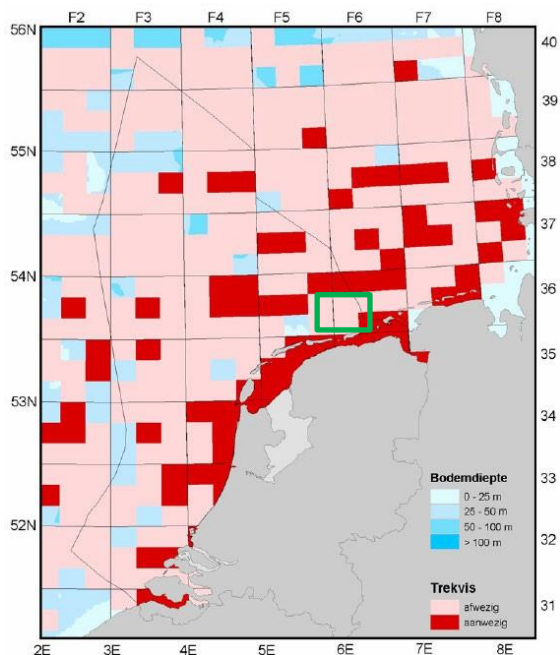 F2 F3 F4 F5 F6 F7 F8
56N 40
39
55N 38
37
54N 36
35
53N 34
33
Bodemdiepte
0 - 25 m
25 - 50 m
50 - 100 m
> 100 m
52N 32
Trekvis
afwezig
aanwezig
31
2E 3E 4E 5E 6E 7E 8E